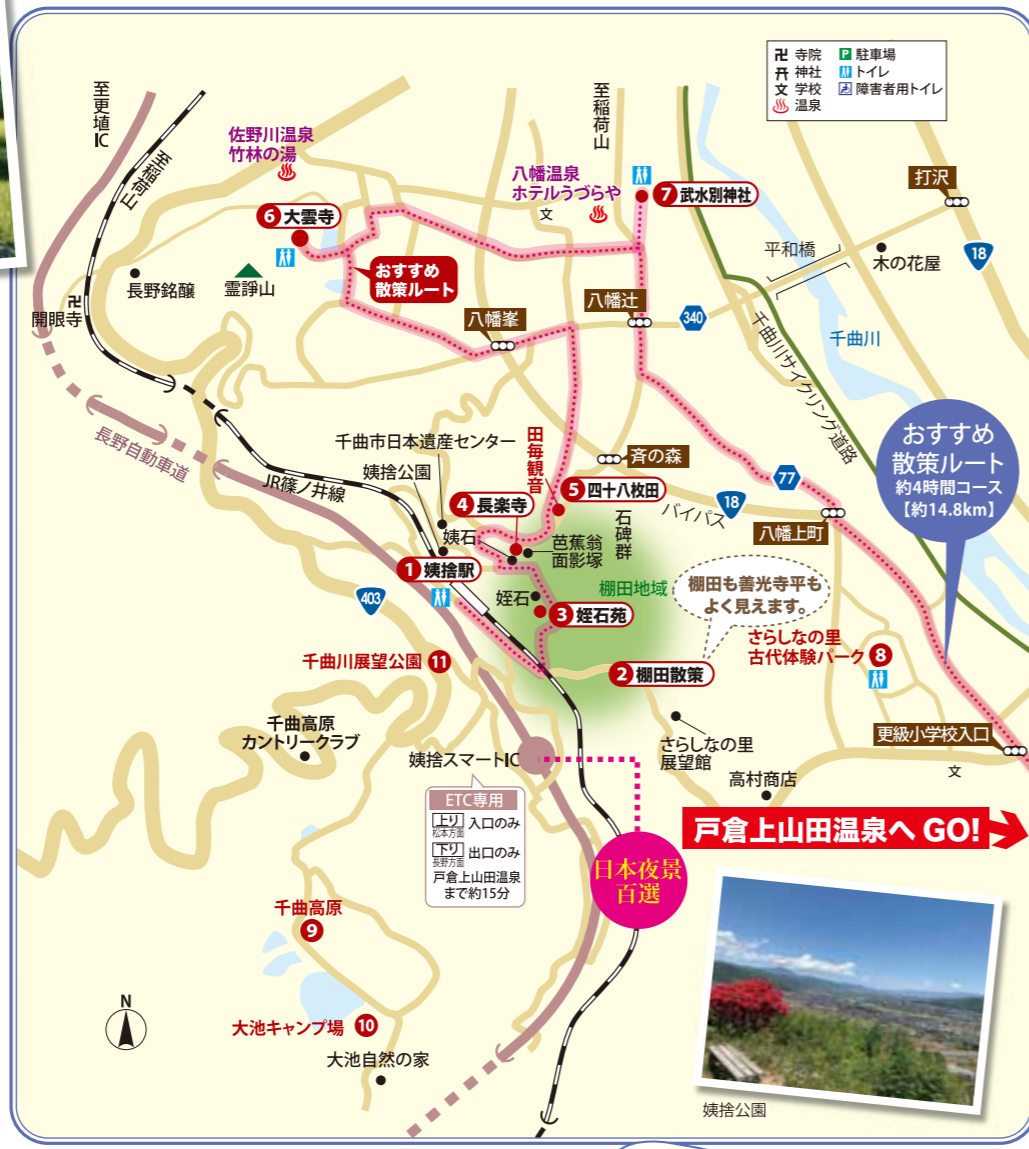 卍 寺院
P 駐車場
神社
トイレ
文 学校
障害者用トイレ
温泉
至更埴IC
至稲荷山
佐野川温泉
竹林の湯
至稲荷山
八幡温泉
ホテルうづらや
文
7 武水別神社
打沢
6 大雲寺
平和橋
木の花屋
18
おすすめ
散策ルート
長野銘醸
霊諍山
卍
開眼寺
八幡峯
八幡辻
340
千曲川
千曲川サイクリング道路
長野自動車道
JR篠ノ井線
千曲市日本遺産センター
姨捨公園
田毎観音
斉の森
おすすめ
散策ルート
約4時間コース
【約14.8km】
77
4 長楽寺
5 四十八枚田
石碑群
バイパス
18
八幡上町
姨石
芭蕉翁
面影塚
1 姨捨駅
403
姪石
棚田地域
棚田も善光寺平も
よく見えます。
3 姪石苑
さらしなの里
古代体験パーク 8
千曲川展望公園 11
2 棚田散策
千曲高原
カントリークラブ
さらしなの里
展望館
更級小学校入口
文
姨捨スマートIC
高村商店
ETC専用
上り 入口のみ
松本方面
下り 出口のみ
長野方面
戸倉上山田温泉
まで約15分
戸倉上山田温泉へ GO!
日本夜景
百選
千曲高原
9
大池キャンプ場 10
大池自然の家
N
姨捨公園